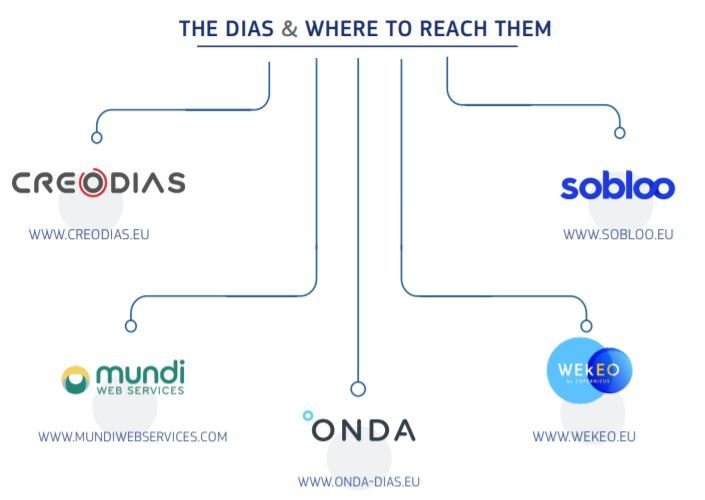 THE DIAS & WHERE TO REACH THEM
CREODIAS
WWW.CREODIAS.EU
sobloo
WWW.SOBLOO.EU
mundi
WEB SERVICES
WWW.MUNDIWEBSERVICES.COM
ONDA
WWW.ONDA-DIAS.EU
WEkEO
by COPERNICUS
WWW.WEKEO.EU